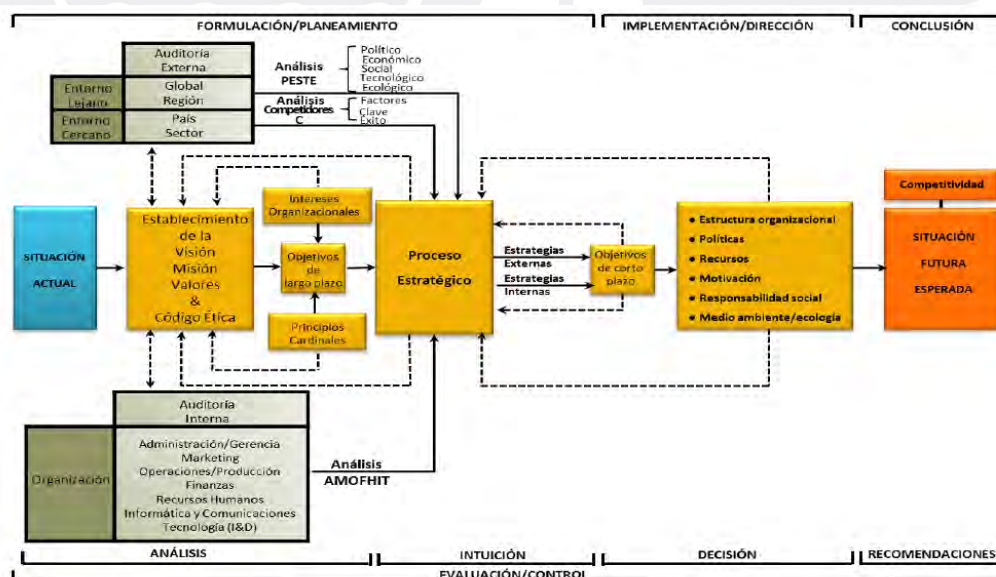 FORMULACIÓN/PLANEAMIENTO
IMPLEMENTACIÓN/DIRECCIÓN
CONCLUSIÓN
Auditoría
Externa
Entorno
Lejano
Global
Región
Entorno
Cercano
País
Sector
Análisis
PESTE
Político
Económico
Social
Tecnológico
Ecológico
Análisis
Competidores
C
Factores
Clave
Éxito
SITUACIÓN
ACTUAL
Establecimiento
de la
Visión
Misión
Valores
&
Código Ética
Intereses
Organizacionales
Objetivos
de
largo plazo
Principios
Cardinales
Proceso
Estratégico
Estrategias
Externas
Estrategias
Internas
Objetivos
de corto
plazo
• Estructura organizacional
• Políticas
• Recursos
• Motivación
• Responsabilidad social
• Medio ambiente/ecología
Competitividad
SITUACIÓN
FUTURA
ESPERADA
Auditoría
Interna
Organización
Administración/Gerencia
Marketing
Operaciones/Producción
Finanzas
Recursos Humanos
Informática y Comunicaciones
Tecnología (I&D)
Análisis
AMOFHIT
ANÁLISIS
INTUICIÓN
DECISIÓN
RECOMENDACIONES
EVALUACIÓN/CONTROL